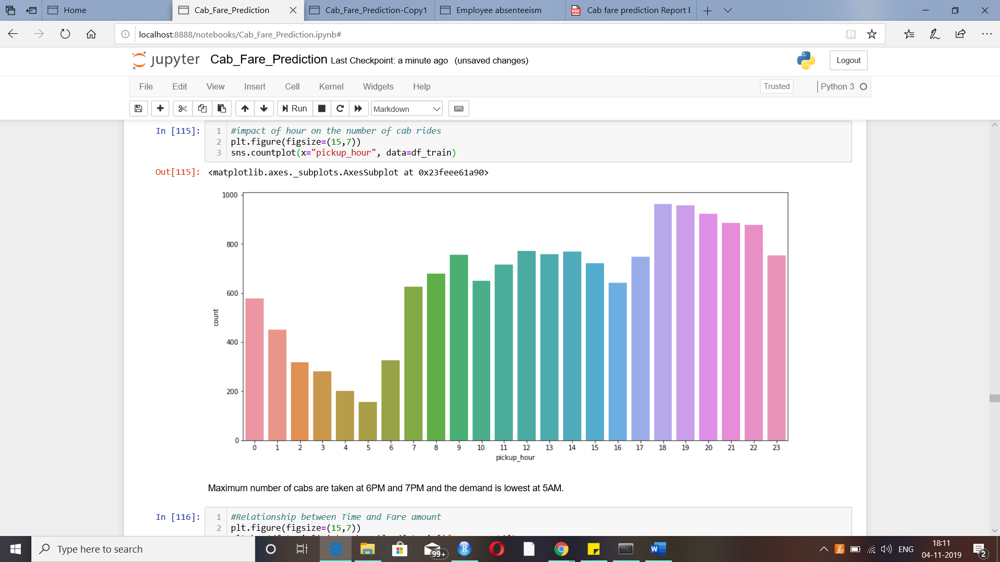 Home
Cab_Fare_Prediction
Cab_Fare_Prediction-Copy1
Employee absenteeism
Cab fare prediction Report
localhost:8888/notebooks/Cab_Fare_Prediction.ipynb#
jupyter Cab_Fare_Prediction Last Checkpoint: a minute ago (unsaved changes)
Logout
File Edit View Insert Cell Kernel Widgets Help
Trusted
Python 3
Run
Markdown
In [115]:
1 #impact of hour on the number of cab rides
2 plt.figure(figsize=(15,7))
3 sns.countplot(x="pickup_hour", data=df_train)
Out[115]: <matplotlib.axes._subplots.AxesSubplot at 0x23feee61a90>
1000
800
600
400
200
0
count
0 1 2 3 4 5 6 7 8 9 10 11 12 13 14 15 16 17 18 19 20 21 22 23
pickup_hour
Maximum number of cabs are taken at 6PM and 7PM and the demand is lowest at 5AM.
In [116]:
1 #Relationship between Time and Fare amount
2 plt.figure(figsize=(15,7))
Type here to search
99+
ENG
18:11
04-11-2019
2